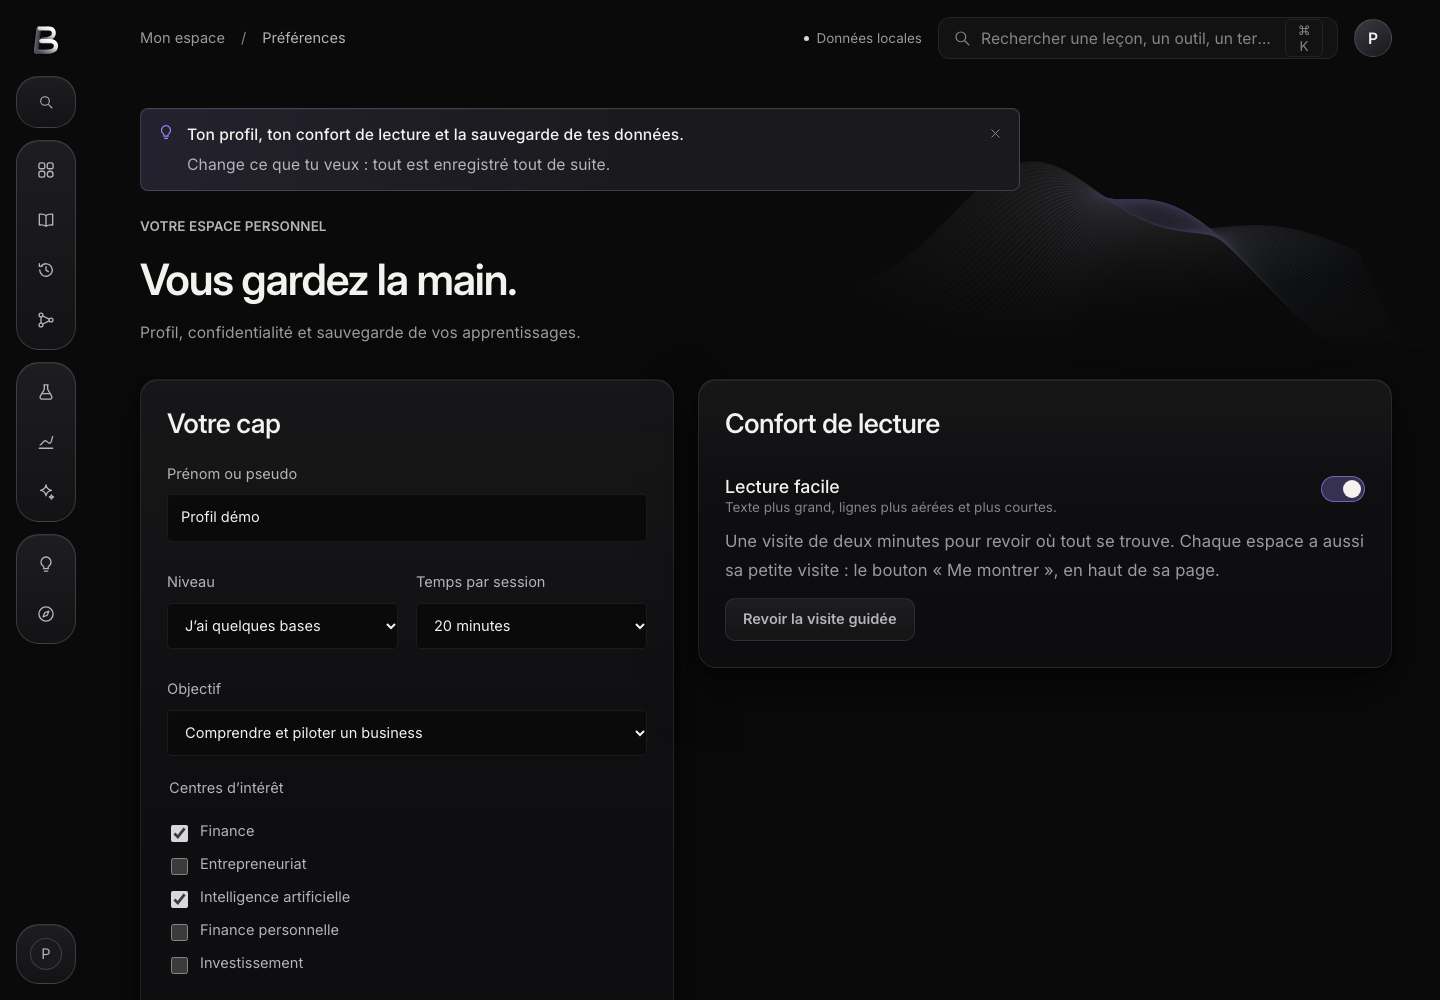 B
Mon espace / Préférences
Données locales
Rechercher une leçon, un outil, un ter…
⌘
K
P
Ton profil, ton confort de lecture et la sauvegarde de tes données.
Change ce que tu veux : tout est enregistré tout de suite.
VOTRE ESPACE PERSONNEL
Vous gardez la main.
Profil, confidentialité et sauvegarde de vos apprentissages.
Votre cap
Prénom ou pseudo
Profil démo
Niveau
Temps par session
J’ai quelques bases
20 minutes
Objectif
Comprendre et piloter un business
Centres d’intérêt
Finance
Entrepreneuriat
Intelligence artificielle
Finance personnelle
Investissement
Confort de lecture
Lecture facile
Texte plus grand, lignes plus aérées et plus courtes.
Une visite de deux minutes pour revoir où tout se trouve. Chaque espace a aussi
sa petite visite : le bouton « Me montrer », en haut de sa page.
Revoir la visite guidée
P